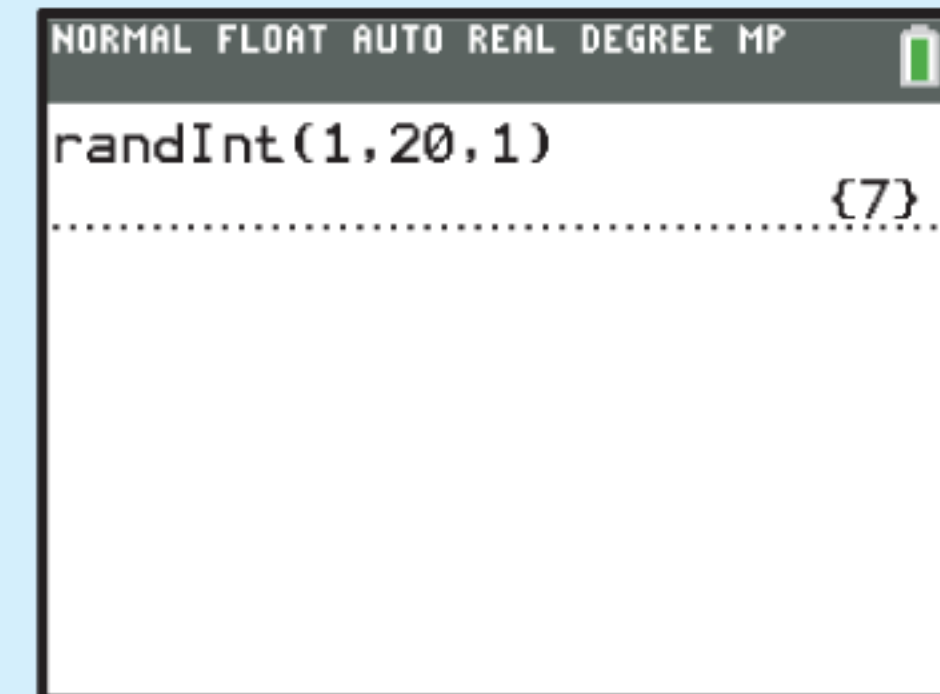 NORMAL FLOAT AUTO REAL DEGREE MP
randInt(1,20,1)
{7}